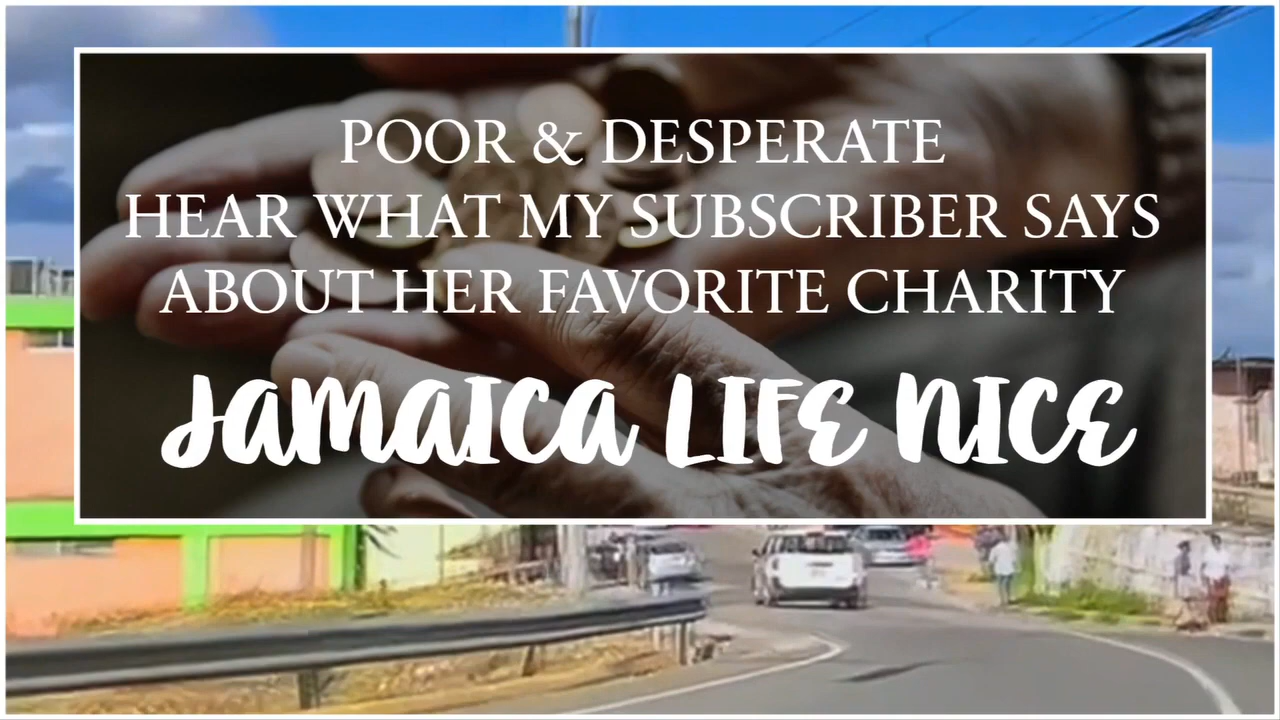 POOR & DESPERATE
HEAR WHAT MY SUBSCRIBER SAYS
ABOUT HER FAVORITE CHARITY
Jamaica LIFE NICE